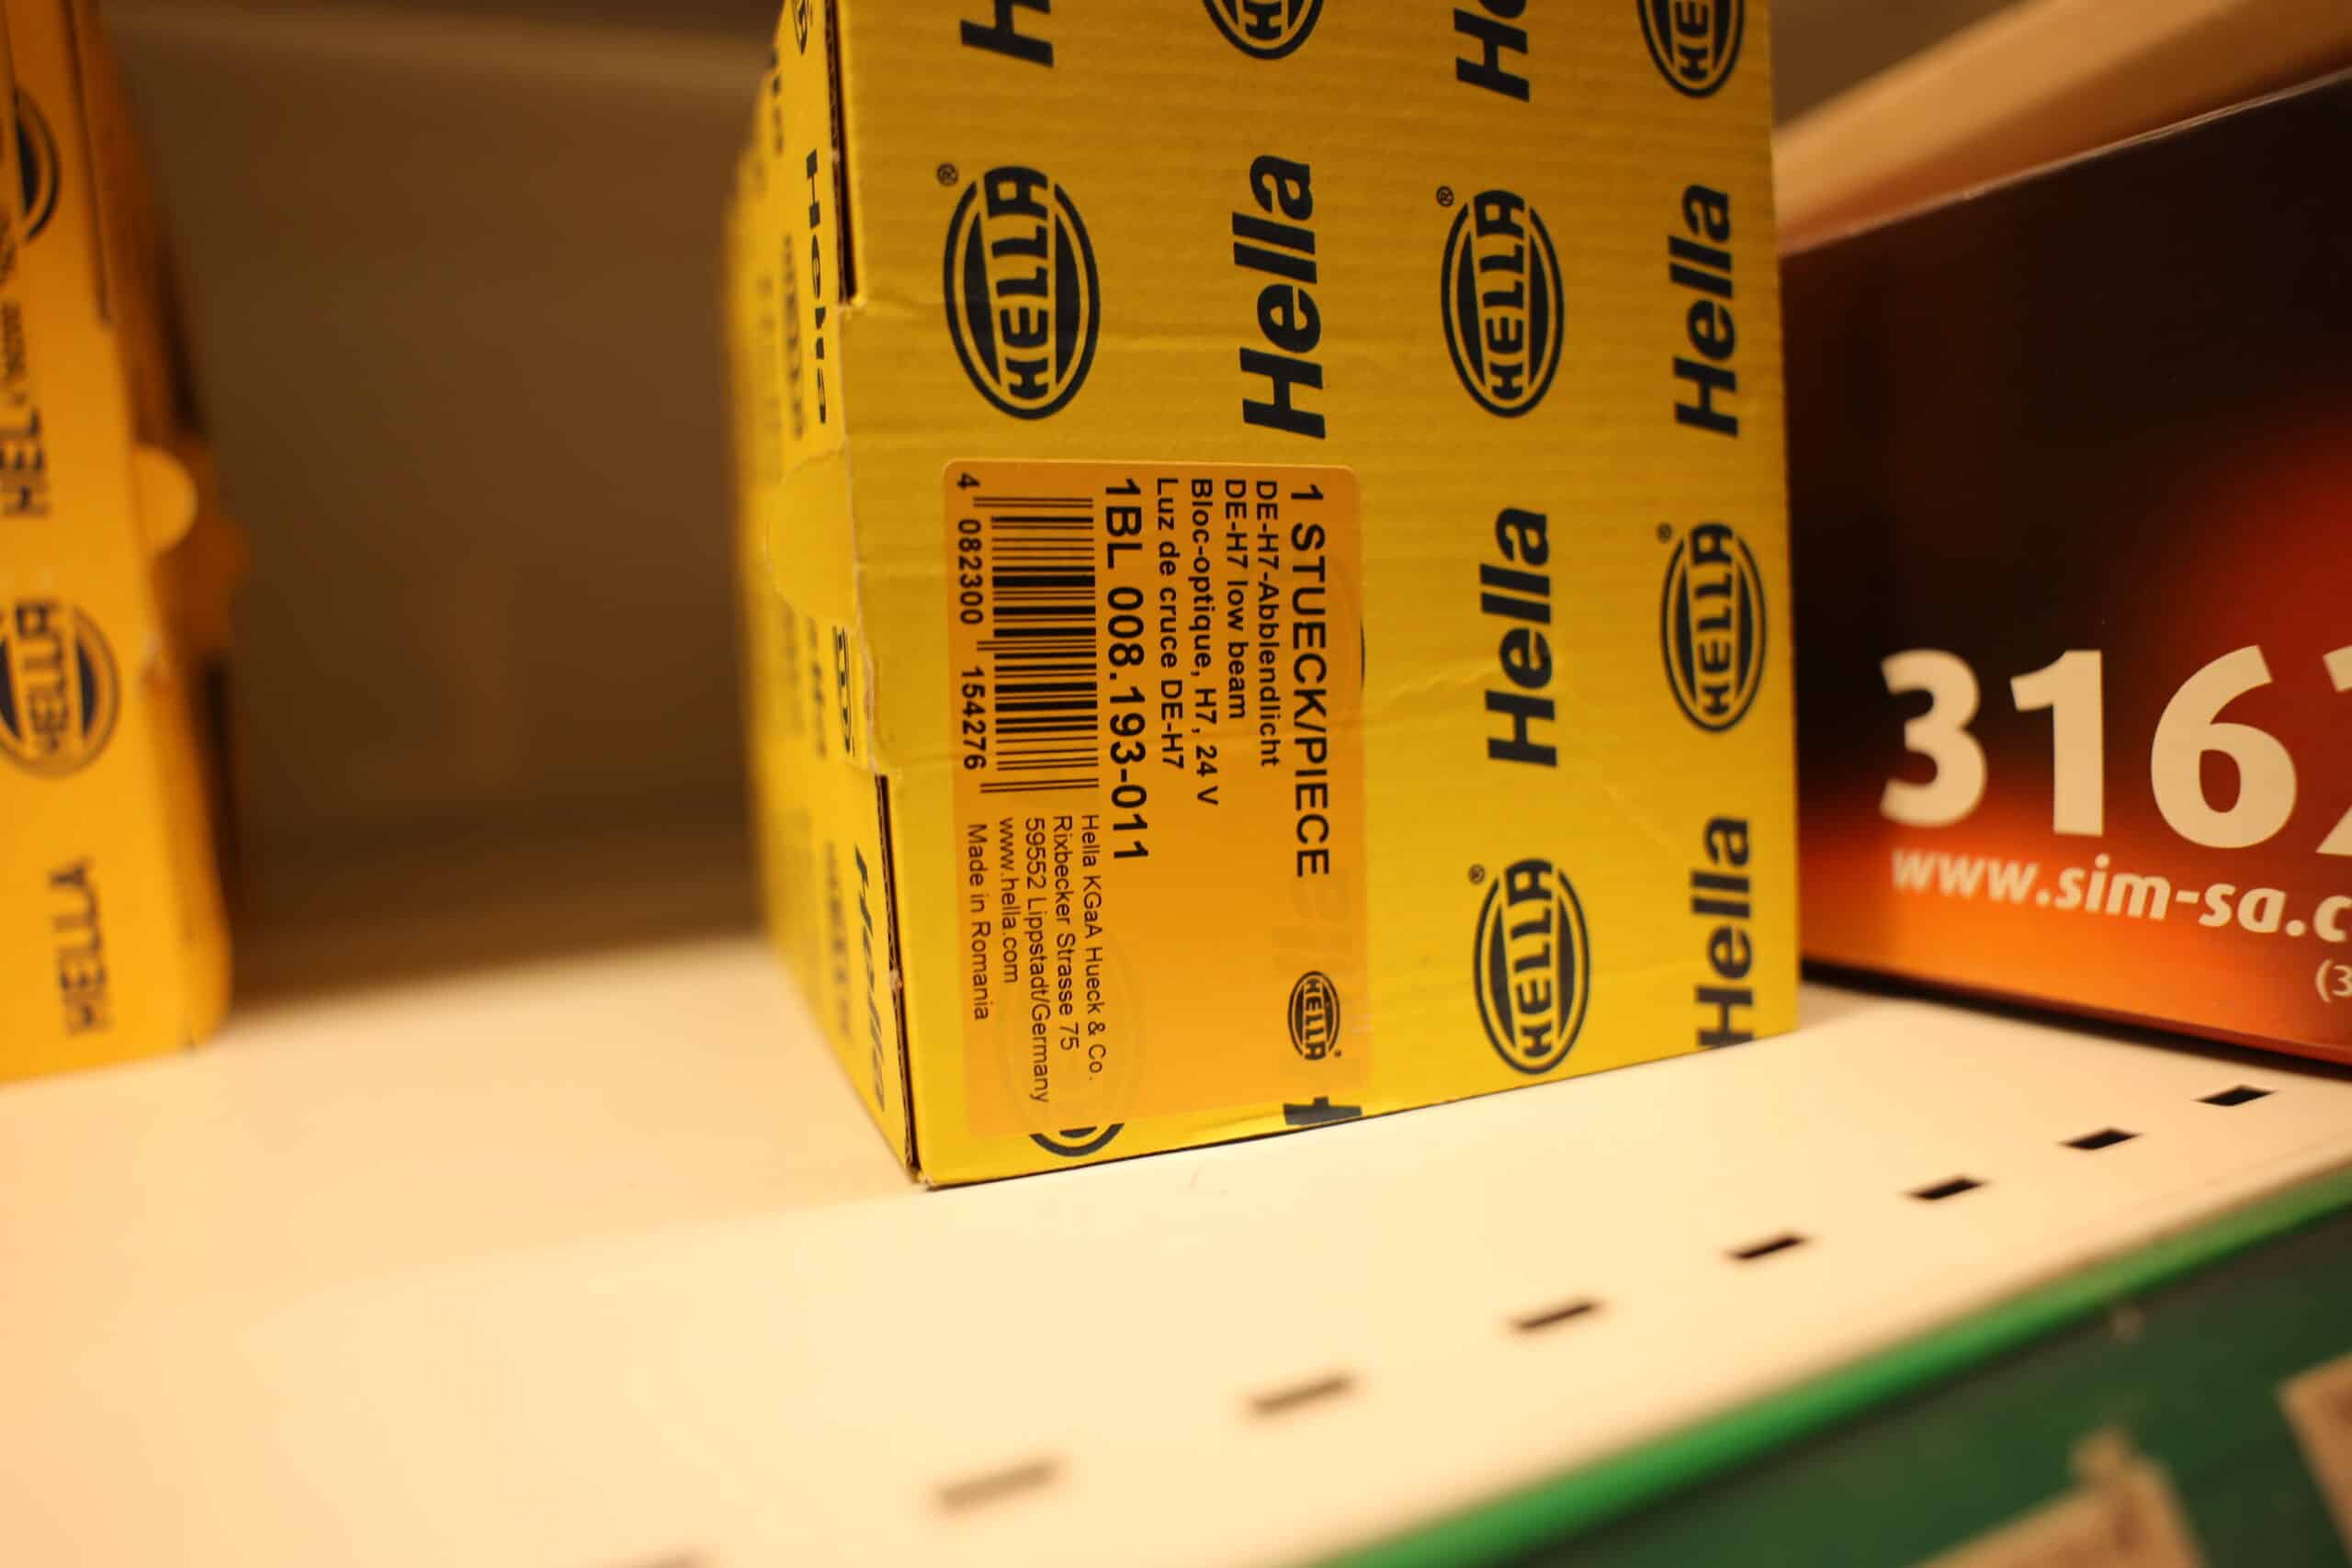 Hella
HELLA
Hella
HELLA
Hella
HELLA
Hella
HELLA
Hella
1 STUECK/PIECE
DE-H7-Abblendlicht
DE-H7 low beam
Bloc-optique, H7, 24 V
Luz de cruce DE-H7
1BL 008.193-011
4 082300 154276
Hella KGaA Hueck & Co.
Rixbecker Strasse 75
59552 Lippstadt/Germany
www.hella.com
Made in Romania
HELLA
Hella
HELLA
HELLA
316
www.sim-sa.c
(3